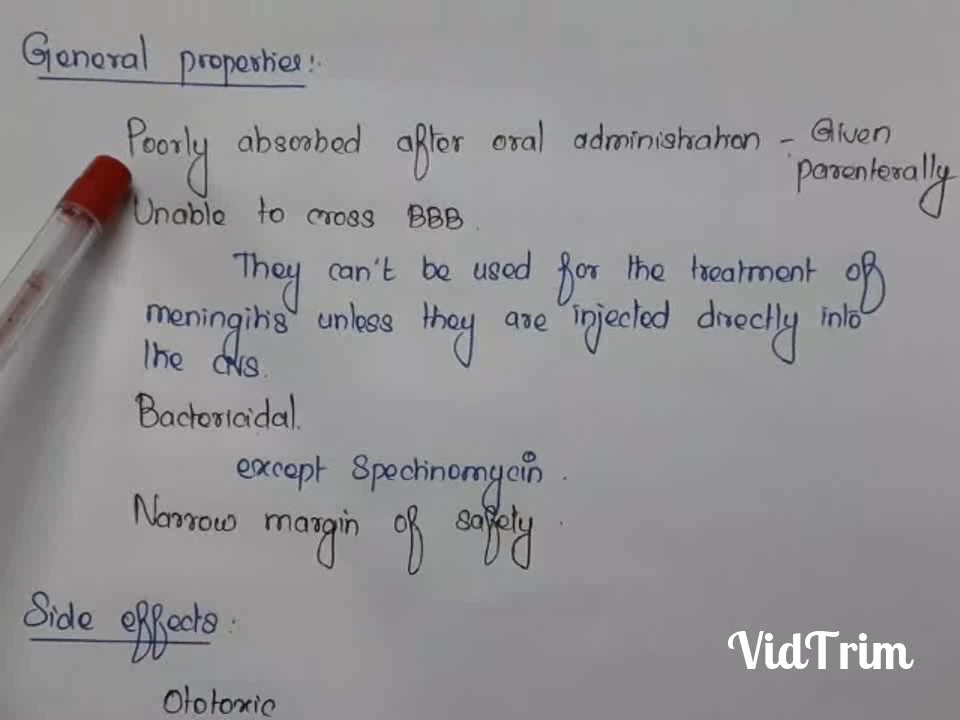 General properties:
Poorly absorbed after oral administration - Given
parenterally
Unable to cross BBB.
They can't be used for the treatment of
meningitis unless they are injected directly into
the CNS.
Bactericidal.
except Spectinomycin.
Narrow margin of safety.
Side effects:
Ototoxic
VidTrim